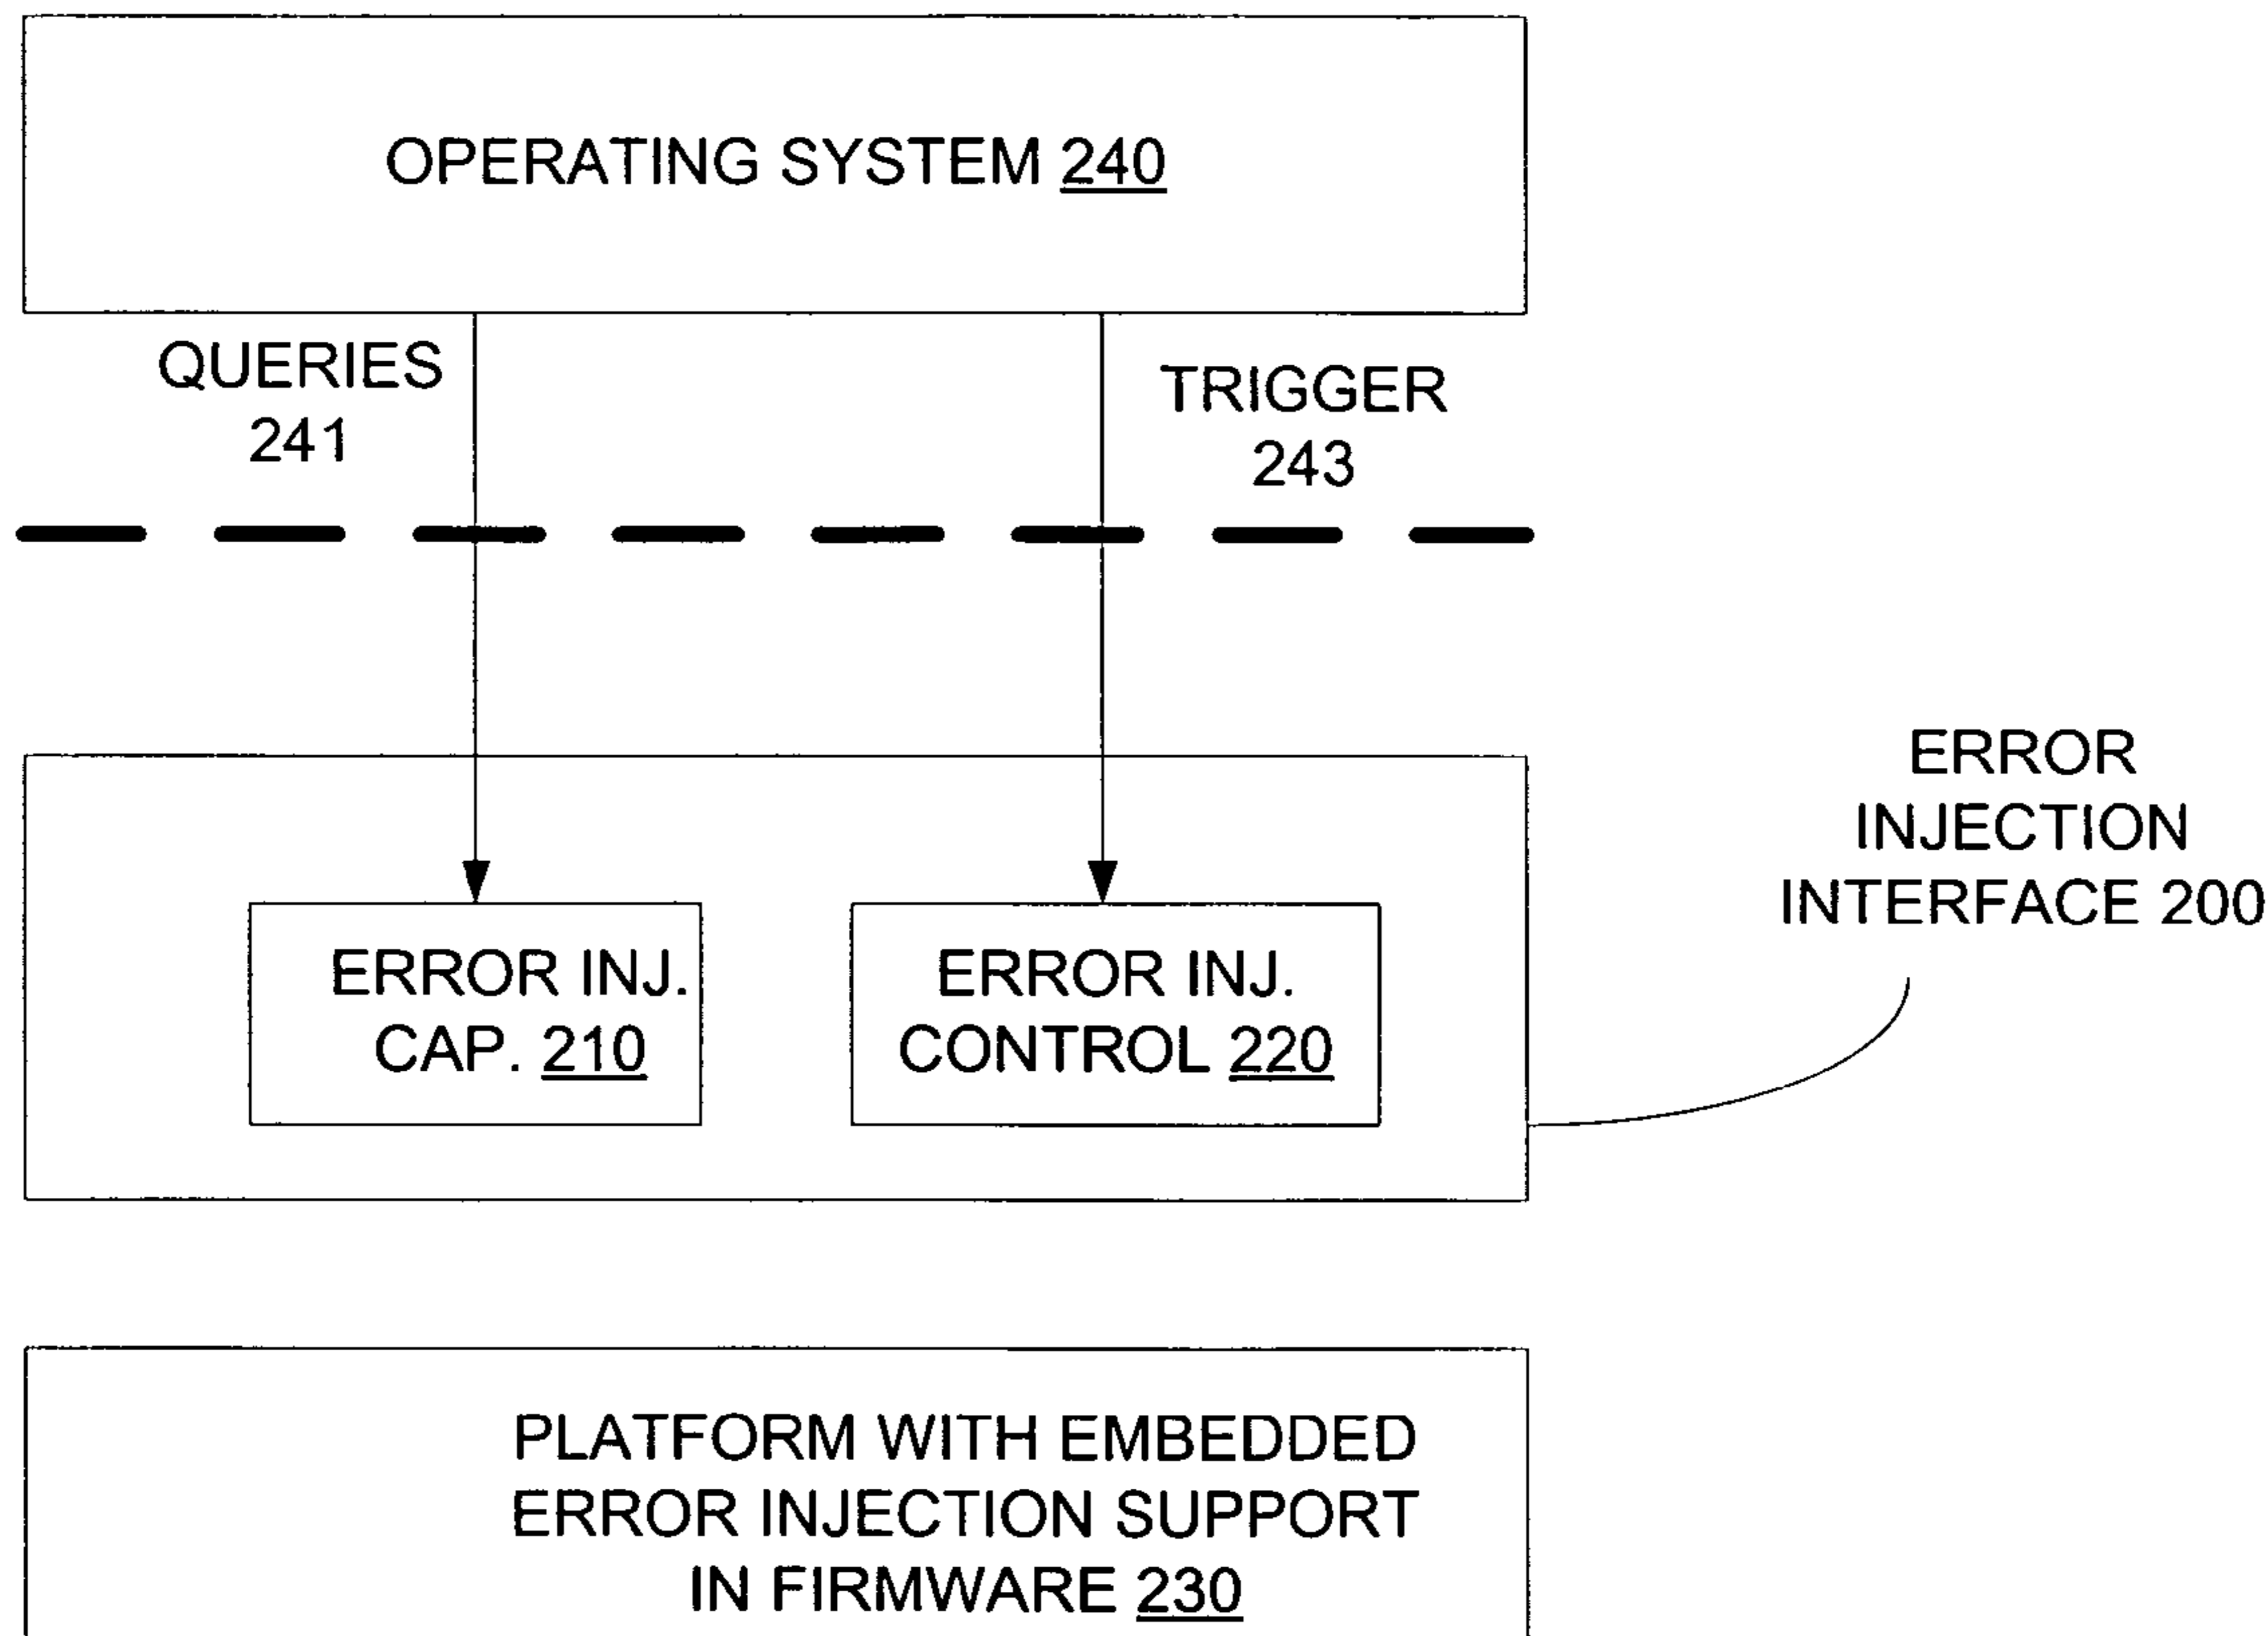 OPERATING SYSTEM 240
QUERIES
241
TRIGGER
243
ERROR
INJECTION
INTERFACE 200
ERROR INJ.
CAP. 210
ERROR INJ.
CONTROL 220
PLATFORM WITH EMBEDDED
ERROR INJECTION SUPPORT
IN FIRMWARE 230